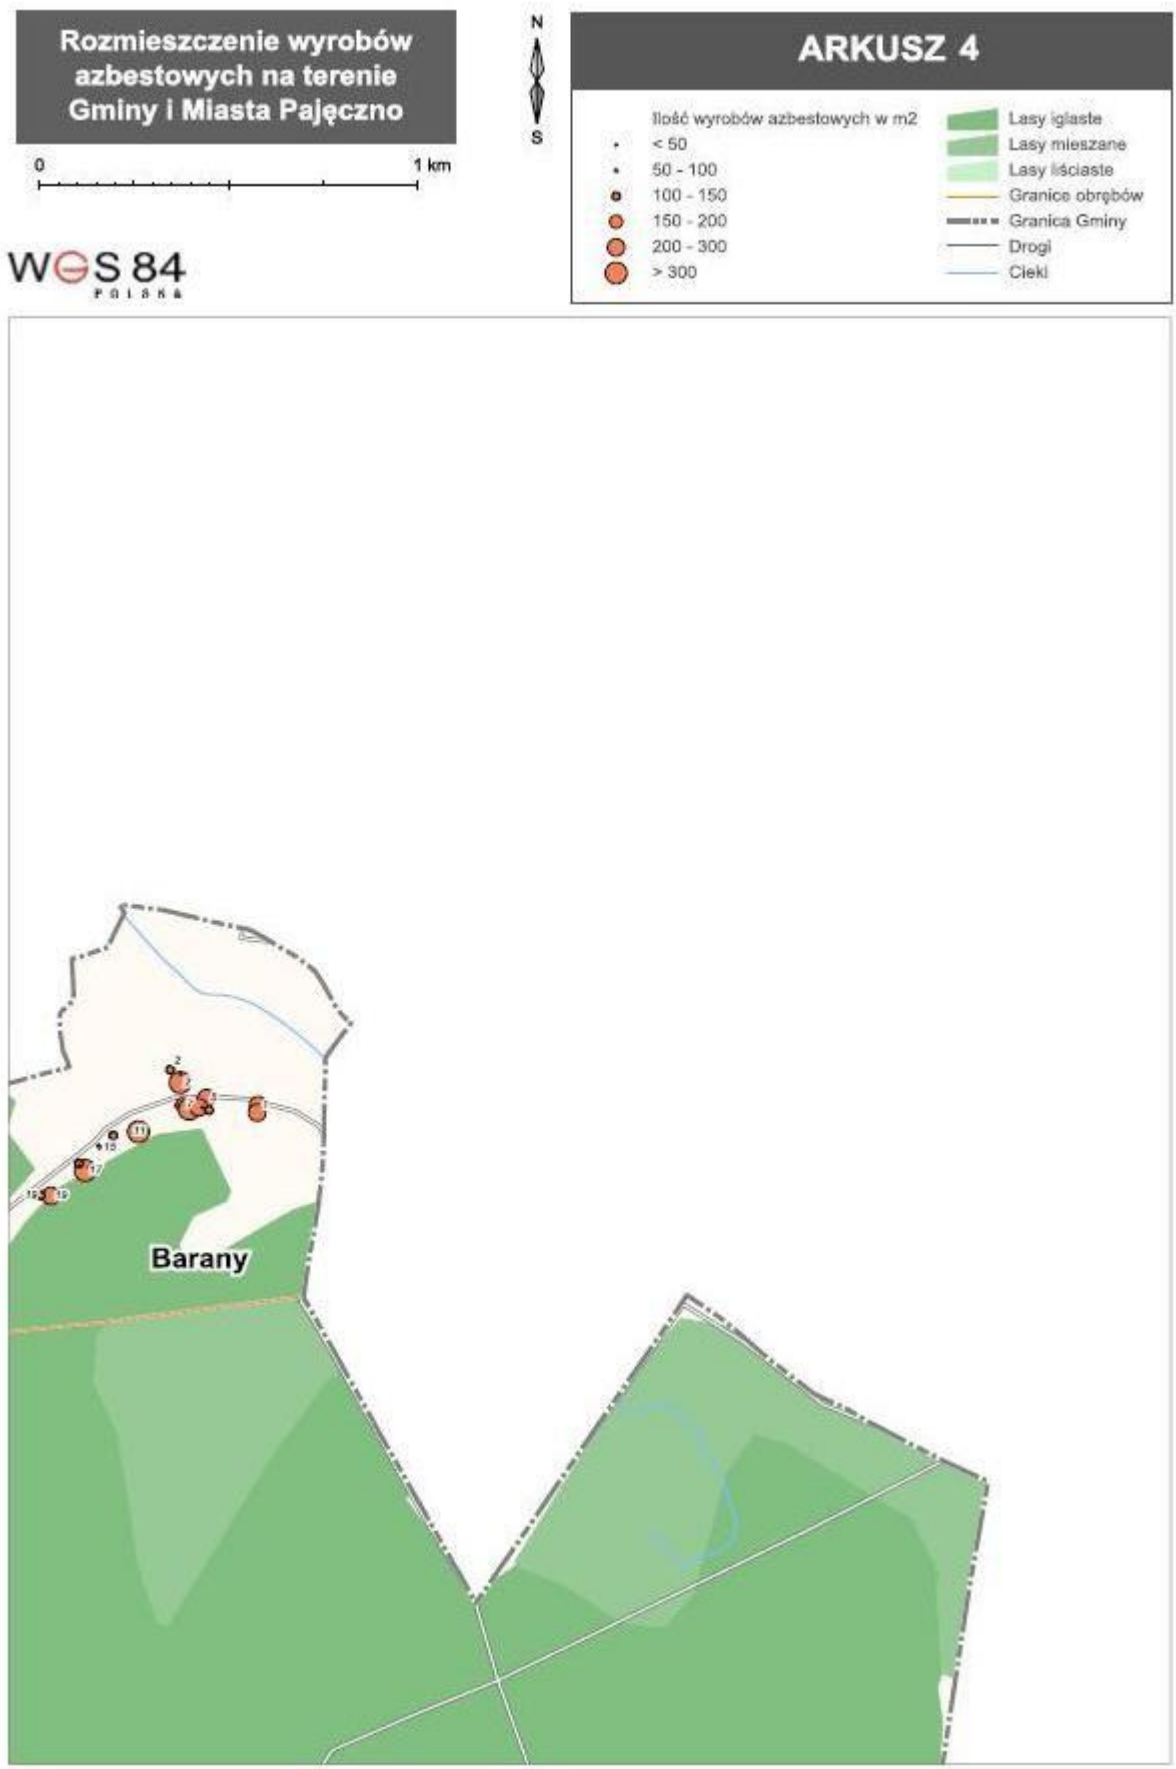 Rozmieszczenie wyrobów
azbestowych na terenie
Gminy i Miasta Pajęczno
0 1 km
WGS 84
POLSKA
N
S
ARKUSZ 4
Ilość wyrobów azbestowych w m2
< 50
50 - 100
100 - 150
150 - 200
200 - 300
> 300
Lasy iglaste
Lasy mieszane
Lasy liściaste
Granice obrębów
Granica Gminy
Drogi
Cieki
2
11
17
19 19
Barany